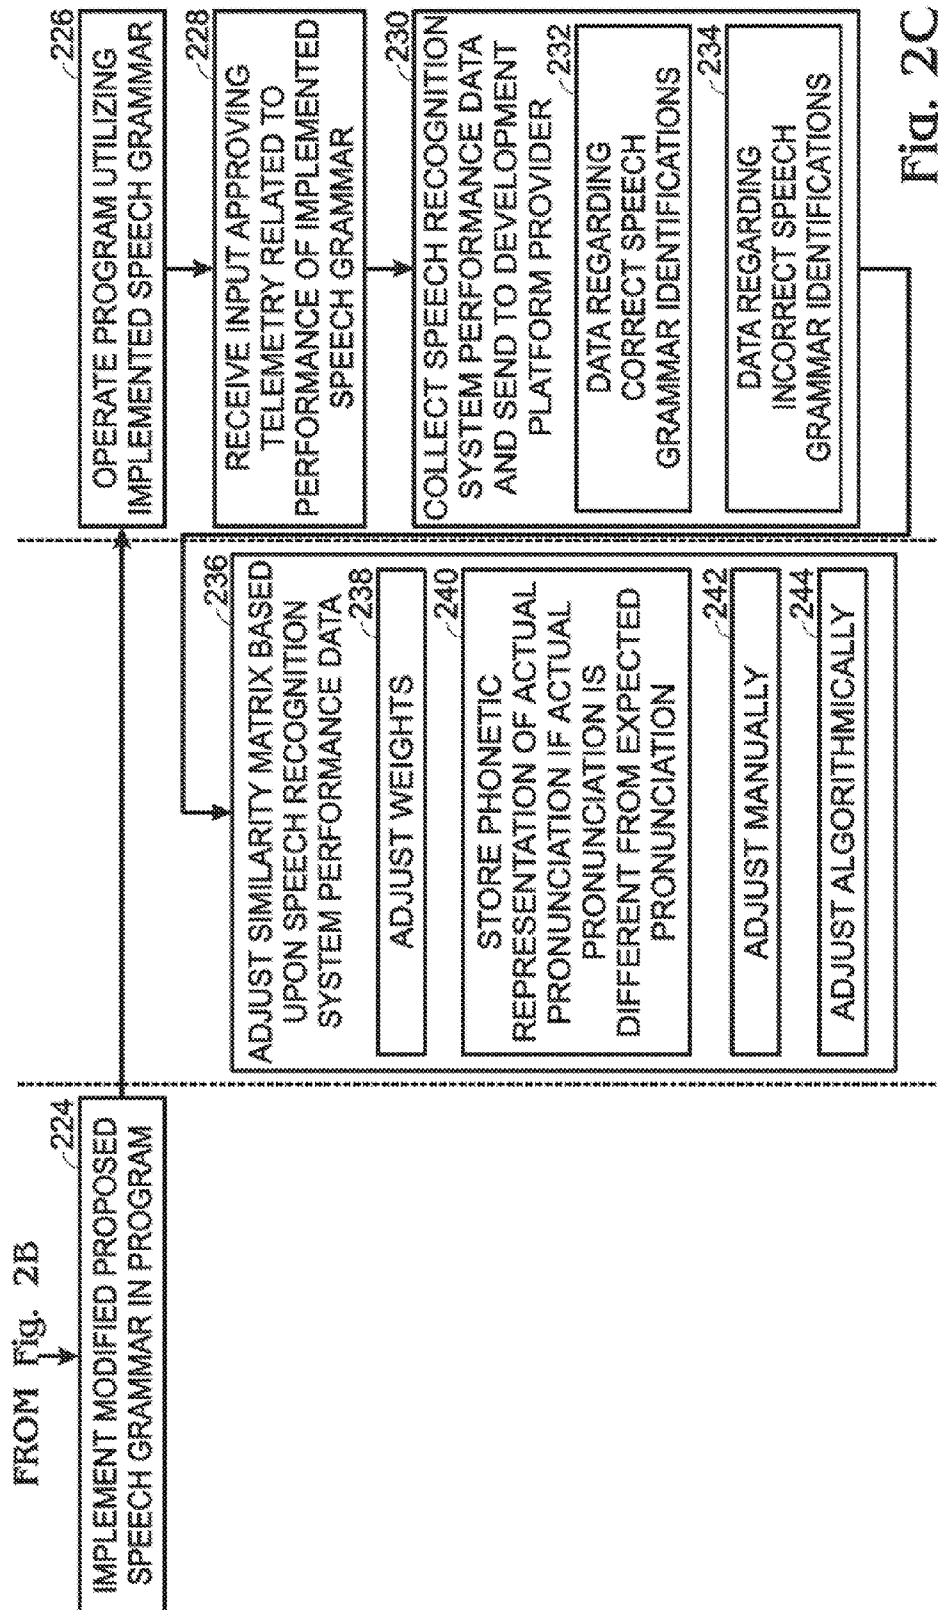 FROM Fig. 2B
224
IMPLEMENT MODIFIED PROPOSED
SPEECH GRAMMAR IN PROGRAM
226
OPERATE PROGRAM UTILIZING
IMPLEMENTED SPEECH GRAMMAR
228
RECEIVE INPUT APPROVING
TELEMETRY RELATED TO
PERFORMANCE OF IMPLEMENTED
SPEECH GRAMMAR
230
COLLECT SPEECH RECOGNITION
SYSTEM PERFORMANCE DATA
AND SEND TO DEVELOPMENT
PLATFORM PROVIDER
232
DATA REGARDING
CORRECT SPEECH
GRAMMAR IDENTIFICATIONS
234
DATA REGARDING
INCORRECT SPEECH
GRAMMAR IDENTIFICATIONS
236
ADJUST SIMILARITY MATRIX BASED
UPON SPEECH RECOGNITION
SYSTEM PERFORMANCE DATA
238
ADJUST WEIGHTS
240
STORE PHONETIC
REPRESENTATION OF ACTUAL
PRONUNCIATION IF ACTUAL
PRONUNCIATION IS
DIFFERENT FROM EXPECTED
PRONUNCIATION
242
ADJUST MANUALLY
244
ADJUST ALGORITHMICALLY
Fig. 2C